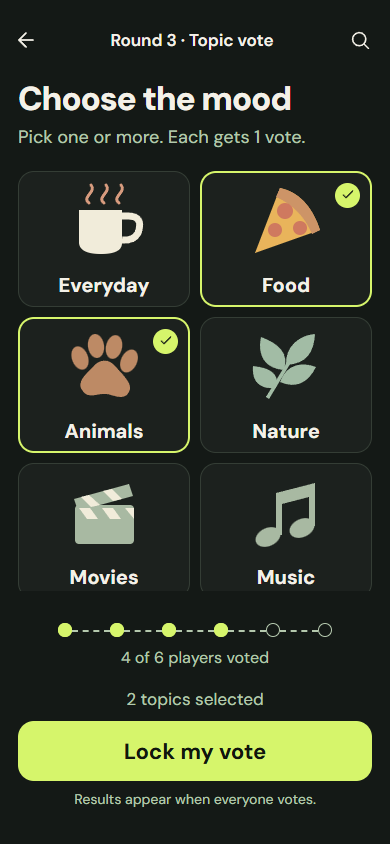 Round 3 · Topic vote
Choose the mood
Pick one or more. Each gets 1 vote.
Everyday
Food
Animals
Nature
Movies
Music
4 of 6 players voted
2 topics selected
Lock my vote
Results appear when everyone votes.